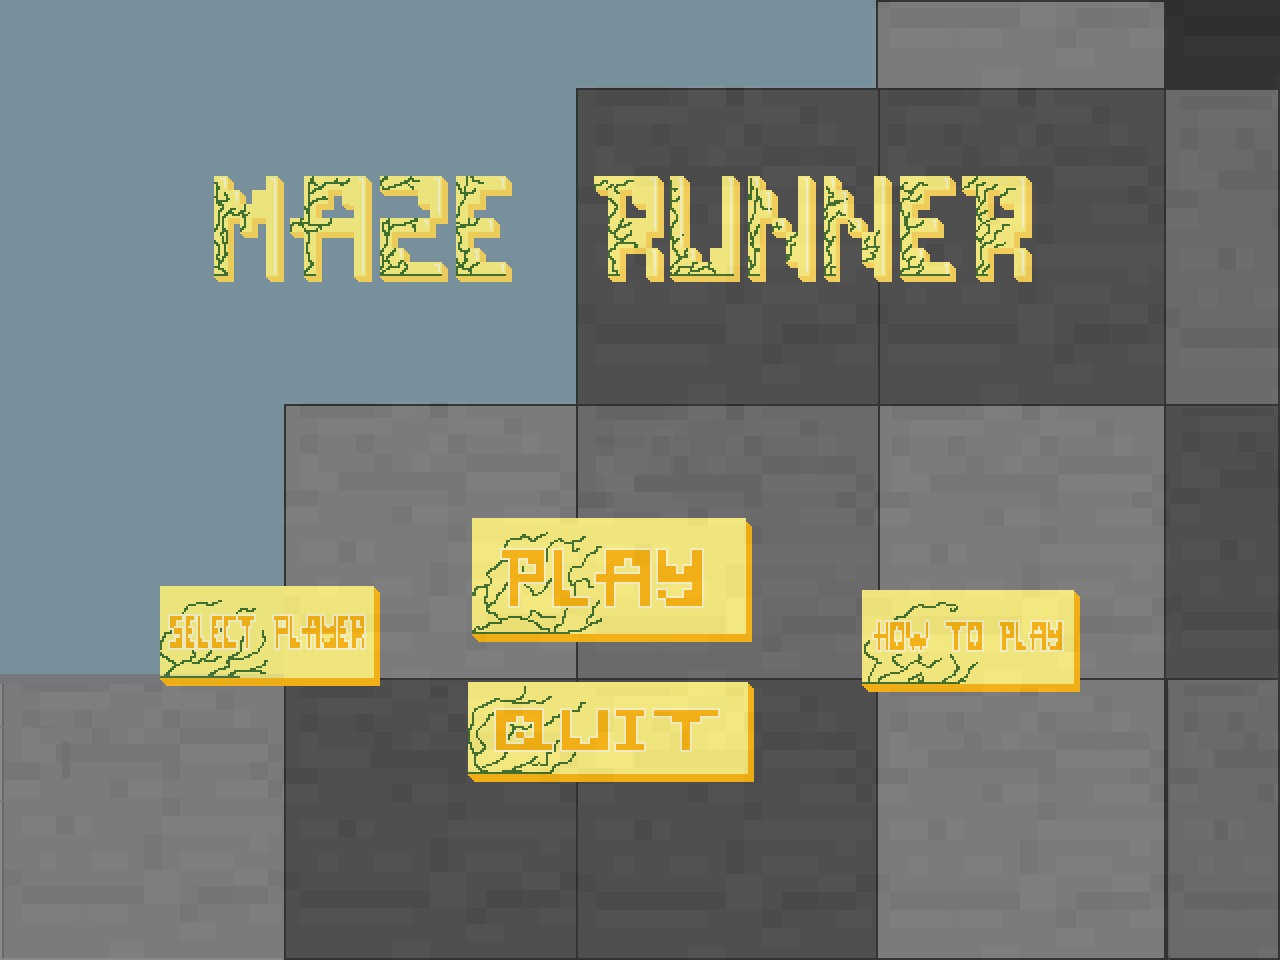 MAZE RUNNER
PLAY
SELECT PLAYER
HOW TO PLAY
QUIT